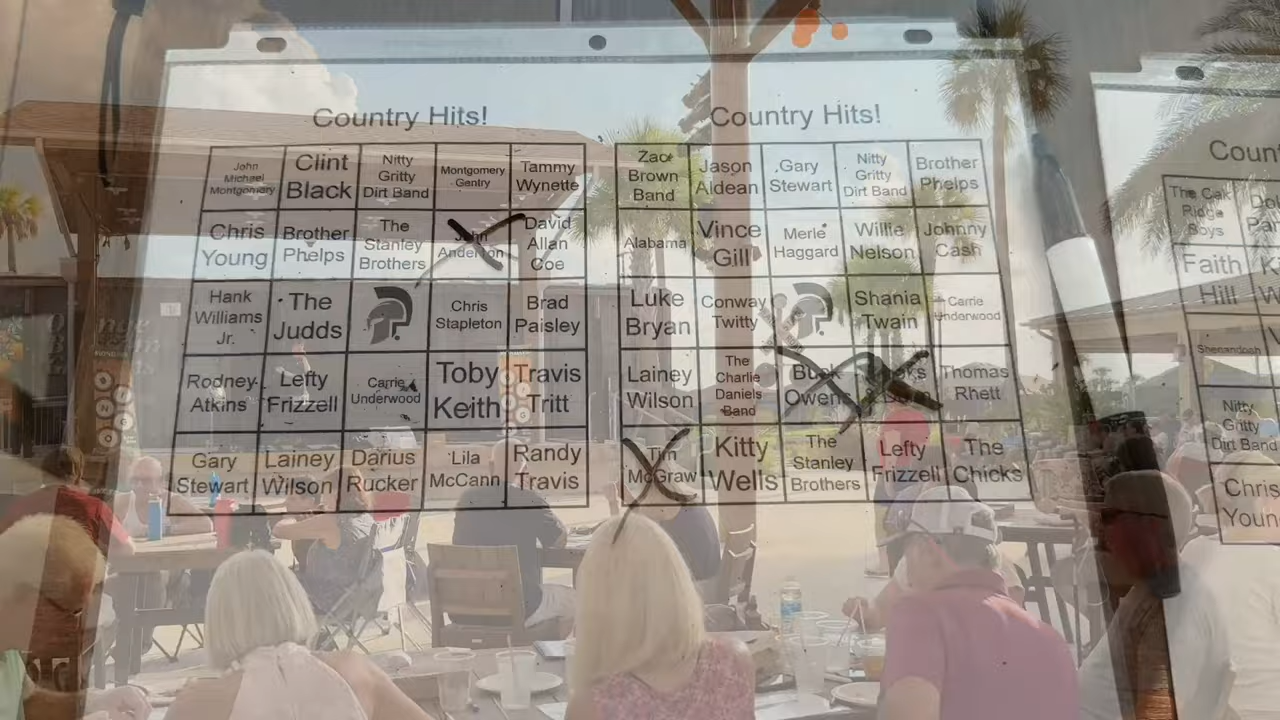 Country Hits!
John Michael Montgomery
Clint Black
Nitty Gritty Dirt Band
Montgomery Gentry
Tammy Wynette
Chris Young
Brother Phelps
The Stanley Brothers
John Anderson
David Allan Coe
Hank Williams Jr.
The Judds
Chris Stapleton
Brad Paisley
Rodney Atkins
Lefty Frizzell
Carrie Underwood
Toby Keith
Travis Tritt
Gary Stewart
Lainey Wilson
Darius Rucker
Lila McCann
Randy Travis
Country Hits!
Zac Brown Band
Jason Aldean
Gary Stewart
Nitty Gritty Dirt Band
Brother Phelps
Alabama
Vince Gill
Merle Haggard
Willie Nelson
Johnny Cash
Luke Bryan
Conway Twitty
Shania Twain
Carrie Underwood
Lainey Wilson
The Charlie Daniels Band
Buck Owens
Thomas Rhett
Tim McGraw
Kitty Wells
The Stanley Brothers
Lefty Frizzell
The Chicks
Count
The Oak Ridge Boys
Faith Hill
Shenandoah
Nitty Gritty Dirt Band
Chris Young